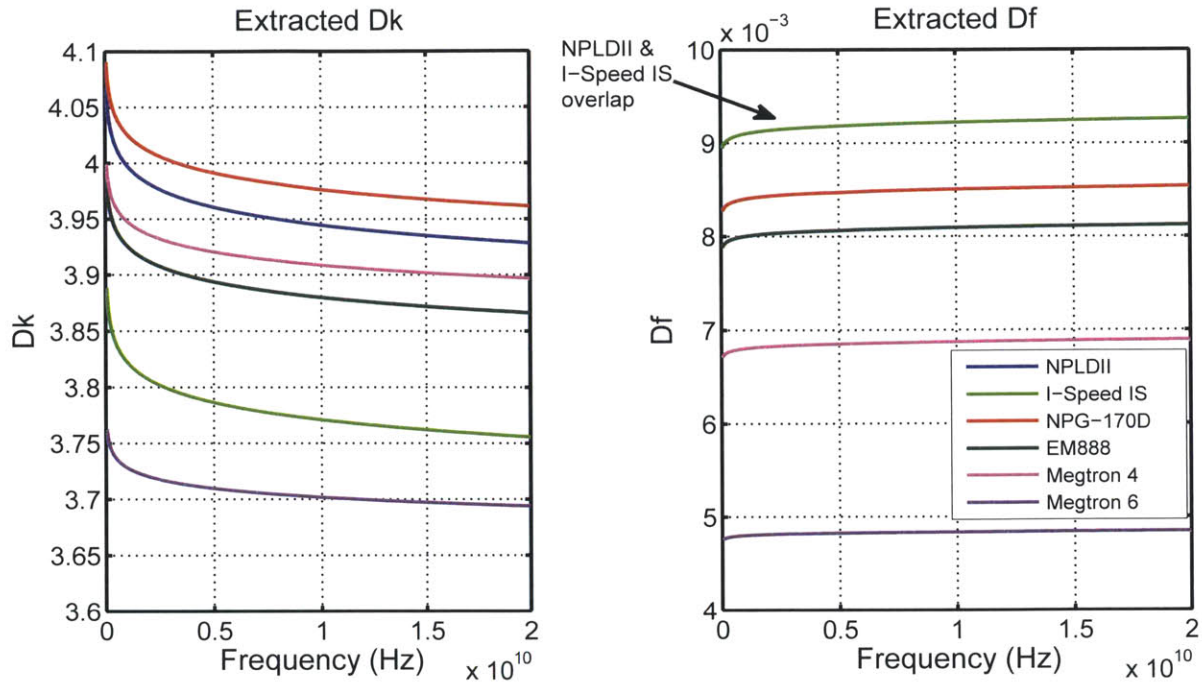 Extracted Dk
4.1
4.05
4
3.95
3.9
3.85
3.8
3.75
3.7
3.65
3.6
Dk
0
0.5
1
1.5
2
Frequency (Hz)
x 10^10
Extracted Df
x 10^-3
NPLDII &
I-Speed IS
overlap
10
9
8
7
6
5
4
Df
NPLDII
I-Speed IS
NPG-170D
EM888
Megtron 4
Megtron 6
0
0.5
1
1.5
2
Frequency (Hz)
x 10^10